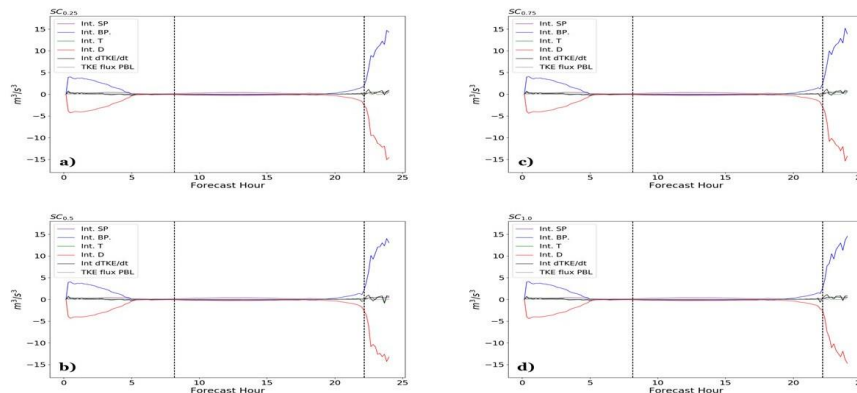 SC0.25
Int. SP
Int. BP.
Int. T
Int. D
Int dTKE/dt
TKE flux PBL
m³/s³
15
10
5
0
−5
−10
−15
a)
0 5 10 15 20 25
Forecast Hour
SC0.75
Int. SP
Int. BP.
Int. T
Int. D
Int dTKE/dt
TKE flux PBL
m³/s³
15
10
5
0
−5
−10
−15
c)
0 5 10 15 20 2
Forecast Hour
SC0.5
Int. SP
Int. BP.
Int. T
Int. D
Int dTKE/dt
TKE flux PBL
m³/s³
15
10
5
0
−5
−10
−15
b)
0 5 10 15 20 25
Forecast Hour
SC1.0
Int. SP
Int. BP.
Int. T
Int. D
Int dTKE/dt
TKE flux PBL
m³/s³
15
10
5
0
−5
−10
−15
d)
0 5 10 15 20 2
Forecast Hour